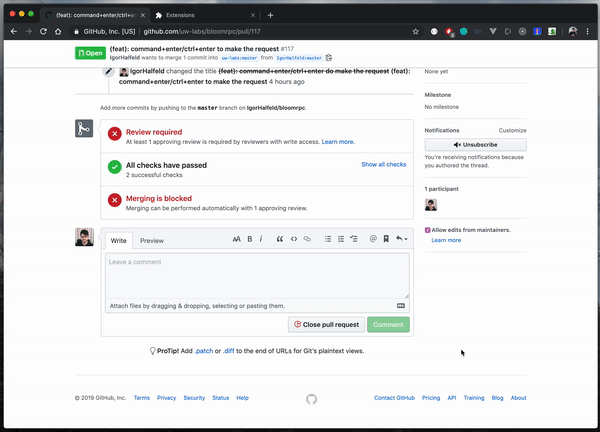 (feat): command+enter/ctrl+ente
Extensions
GitHub, Inc. [US] | github.com/uw-labs/bloomrpc/pull/117
Open
(feat): command+enter/ctrl+enter to make the request #117
IgorHalfeld wants to merge 1 commit into uw-labs:master from IgorHalfeld:master
IgorHalfeld changed the title (feat): command+enter/ctrl+enter do make the request (feat):
command+enter/ctrl+enter to make the request 4 hours ago
None yet
Milestone
No milestone
Add more commits by pushing to the master branch on IgorHalfeld/bloomrpc.
Review required
At least 1 approving review is required by reviewers with write access. Learn more.
All checks have passed
2 successful checks
Show all checks
Merging is blocked
Merging can be performed automatically with 1 approving review.
Notifications
Customize
Unsubscribe
You're receiving notifications because
you authored the thread.
1 participant
Allow edits from maintainers.
Learn more
Write
Preview
AA B i
Leave a comment
Attach files by dragging & dropping, selecting or pasting them.
Close pull request
Comment
ProTip! Add .patch or .diff to the end of URLs for Git's plaintext views.
© 2019 GitHub, Inc.
Terms
Privacy
Security
Status
Help
Contact GitHub
Pricing
API
Training
Blog
About